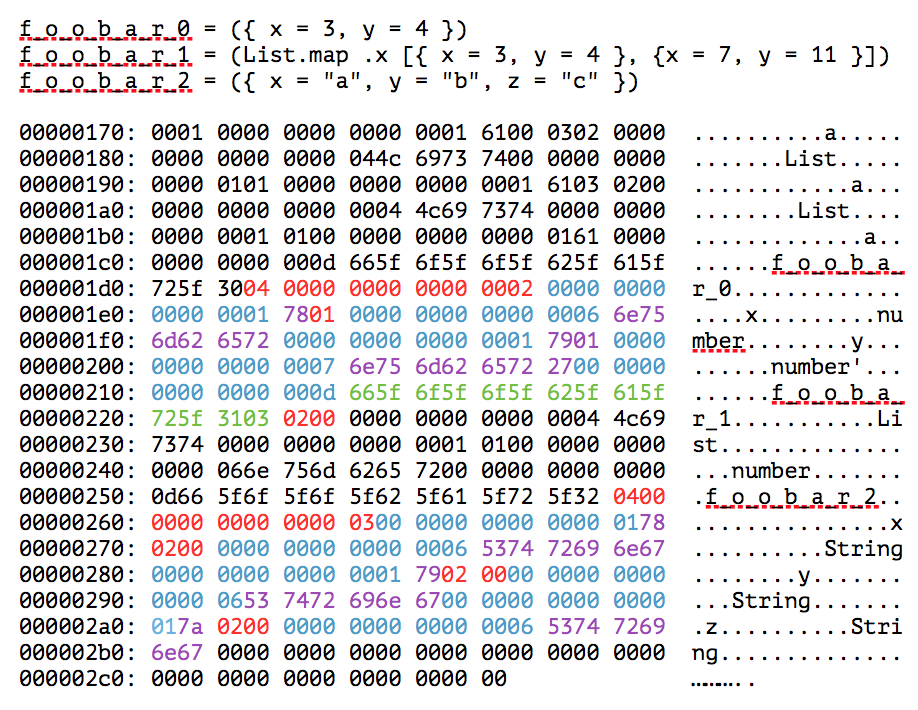 f_o_o_b_a_r_0 = ({ x = 3, y = 4 })
f_o_o_b_a_r_1 = (List.map .x [{ x = 3, y = 4 }, {x = 7, y = 11 }])
f_o_o_b_a_r_2 = ({ x = "a", y = "b", z = "c" })
00000170: 0001 0000 0000 0000 0001 6100 0302 0000 ..........a.....
00000180: 0000 0000 0000 044c 6973 7400 0000 0000 .......List.....
00000190: 0000 0101 0000 0000 0000 0001 6103 0200 ............a...
000001a0: 0000 0000 0000 0004 4c69 7374 0000 0000 ........List....
000001b0: 0000 0001 0100 0000 0000 0000 0161 0000 .............a..
000001c0: 0000 0000 000d 665f 6f5f 6f5f 625f 615f ......f_o_o_b_a_
000001d0: 725f 3004 0000 0000 0000 0002 0000 0000 r_0.............
000001e0: 0000 0001 7801 0000 0000 0000 0006 6e75 ....x.........nu
000001f0: 6d62 6572 0000 0000 0000 0001 7901 0000 mber........y...
00000200: 0000 0000 0007 6e75 6d62 6572 2700 0000 ......number'...
00000210: 0000 0000 000d 665f 6f5f 6f5f 625f 615f ......f_o_o_b_a_
00000220: 725f 3103 0200 0000 0000 0000 0004 4c69 r_1...........Li
00000230: 7374 0000 0000 0000 0001 0100 0000 0000 st..............
00000240: 0000 066e 756d 6265 7200 0000 0000 0000 ...number.......
00000250: 0d66 5f6f 5f6f 5f62 5f61 5f72 5f32 0400 .f_o_o_b_a_r_2..
00000260: 0000 0000 0000 0300 0000 0000 0000 0178 ...............x
00000270: 0200 0000 0000 0000 0006 5374 7269 6e67 ..........String
00000280: 0000 0000 0000 0001 7902 0000 0000 0000 ........y.......
00000290: 0000 0653 7472 696e 6700 0000 0000 0000 ...String.......
000002a0: 017a 0200 0000 0000 0000 0006 5374 7269 .z..........Stri
000002b0: 6e67 0000 0000 0000 0000 0000 0000 0000 ng..............
000002c0: 0000 0000 0000 0000 0000 00 ...........